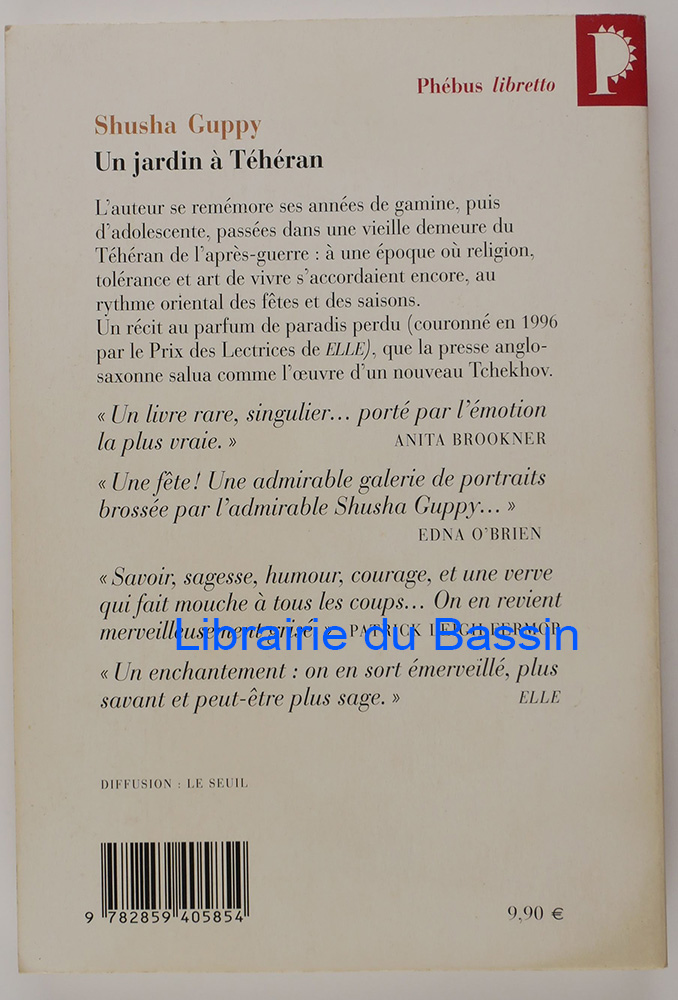 Phébus libretto
P
Shusha Guppy
Un jardin à Téhéran
L'auteur se remémore ses années de gamine, puis
d'adolescente, passées dans une vieille demeure du
Téhéran de l'après-guerre : à une époque où religion,
tolérance et art de vivre s'accordaient encore, au
rythme oriental des fêtes et des saisons.
Un récit au parfum de paradis perdu (couronné en 1996
par le Prix des Lectrices de ELLE), que la presse anglo-
saxonne salua comme l'œuvre d'un nouveau Tchekhov.
« Un livre rare, singulier... porté par l'émotion
la plus vraie. » ANITA BROOKNER
« Une fête ! Une admirable galerie de portraits
brossée par l'admirable Shusha Guppy... »
EDNA O'BRIEN
« Savoir, sagesse, humour, courage, et une verve
qui fait mouche à tous les coups... On en revient
merveilleusement grisé. » PATRICK LEIGH FERMOR
Librairie du Bassin
« Un enchantement : on en sort émerveillé, plus
savant et peut-être plus sage. » ELLE
DIFFUSION : LE SEUIL
9 782859 405854
9,90 €